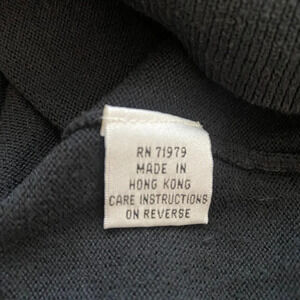 RN 71979
MADE IN
HONG KONG
CARE INSTRUCTIONS
ON REVERSE